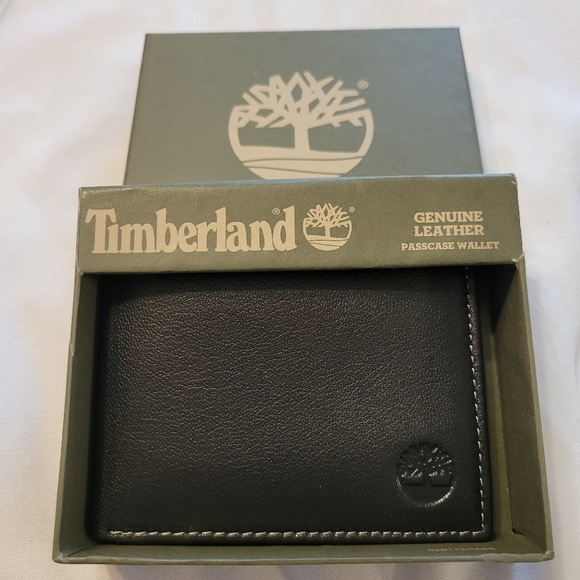 Timberland®
GENUINE
LEATHER
PASSCASE WALLET